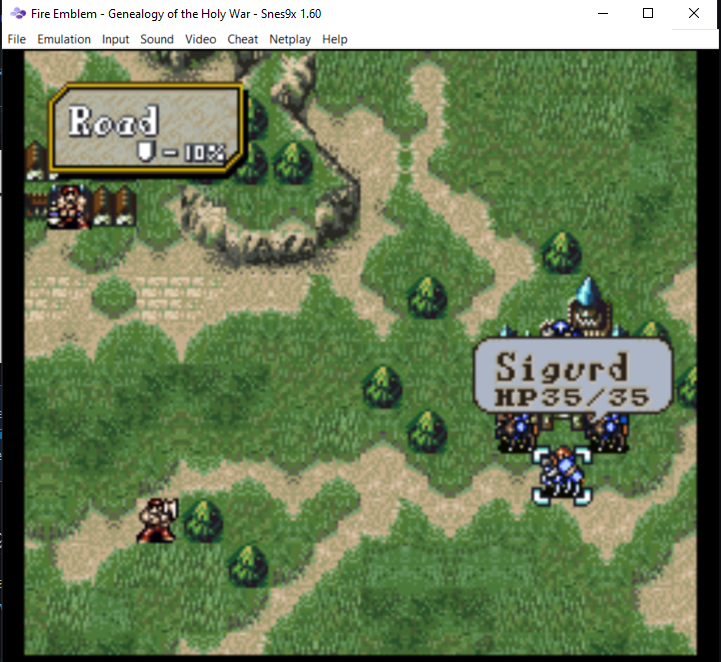 Fire Emblem - Genealogy of the Holy War - Snes9x 1.60
File Emulation Input Sound Video Cheat Netplay Help
Road
-10%
Sigurd
HP35/35